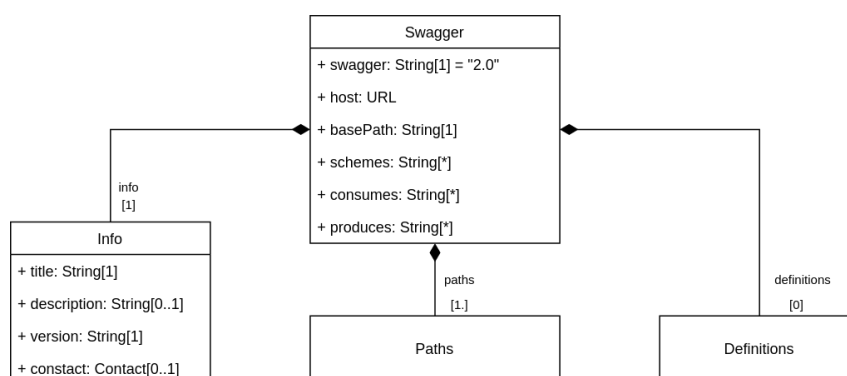 Swagger
+ swagger: String[1] = "2.0"
+ host: URL
+ basePath: String[1]
+ schemes: String[*]
+ consumes: String[*]
+ produces: String[*]
info
[1]
Info
+ title: String[1]
+ description: String[0..1]
+ version: String[1]
+ constact: Contact[0..1]
paths
[1.]
Paths
definitions
[0]
Definitions